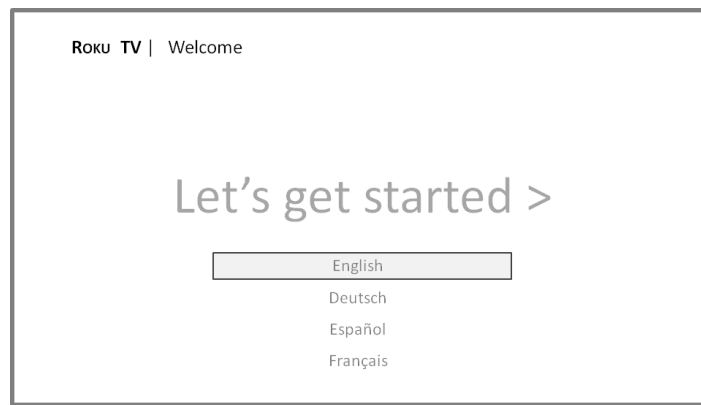 ROKU TV | Welcome
Let's get started >
English
Deutsch
Español
Français